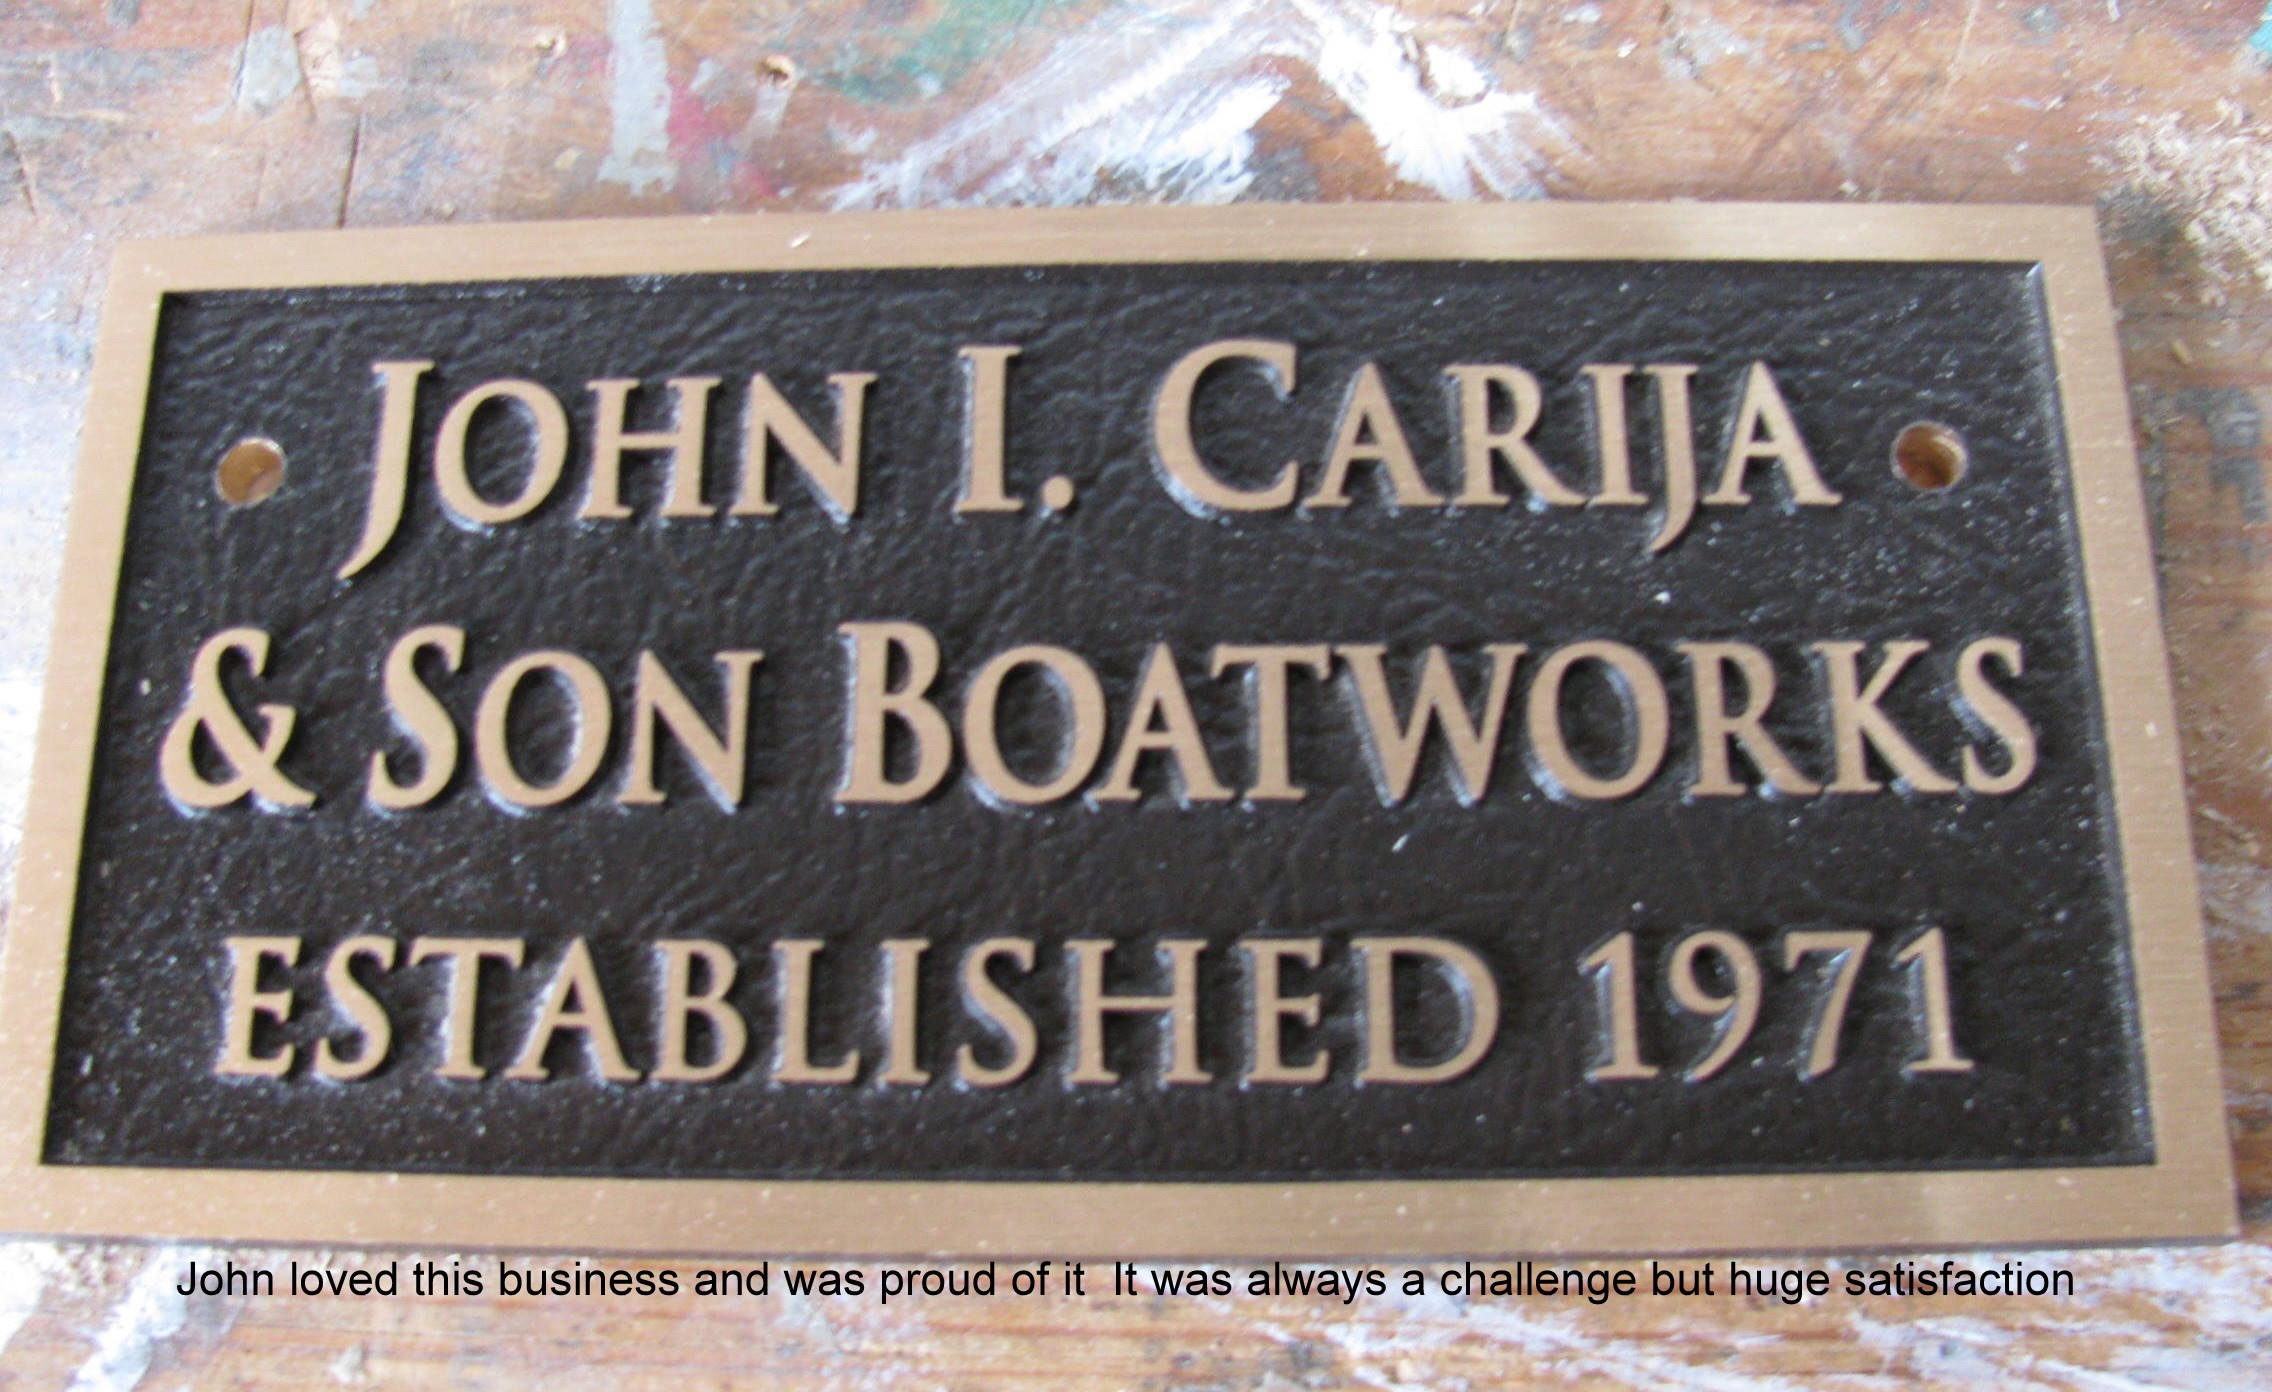 JOHN I. CARIJA
& SON BOATWORKS
ESTABLISHED 1971
John loved this business and was proud of it  It was always a challenge but huge satisfaction